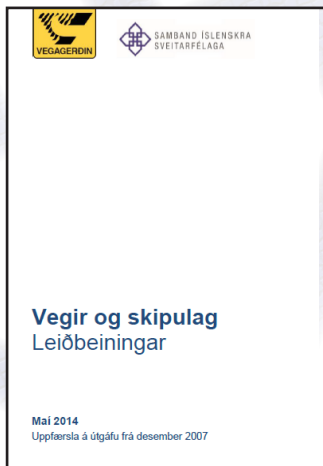 VEGAGERÐIN
SAMBAND ÍSLENSKRA
SVEITARFÉLAGA
Vegir og skipulag
Leiðbeiningar
Maí 2014
Uppfærsla á útgáfu frá desember 2007